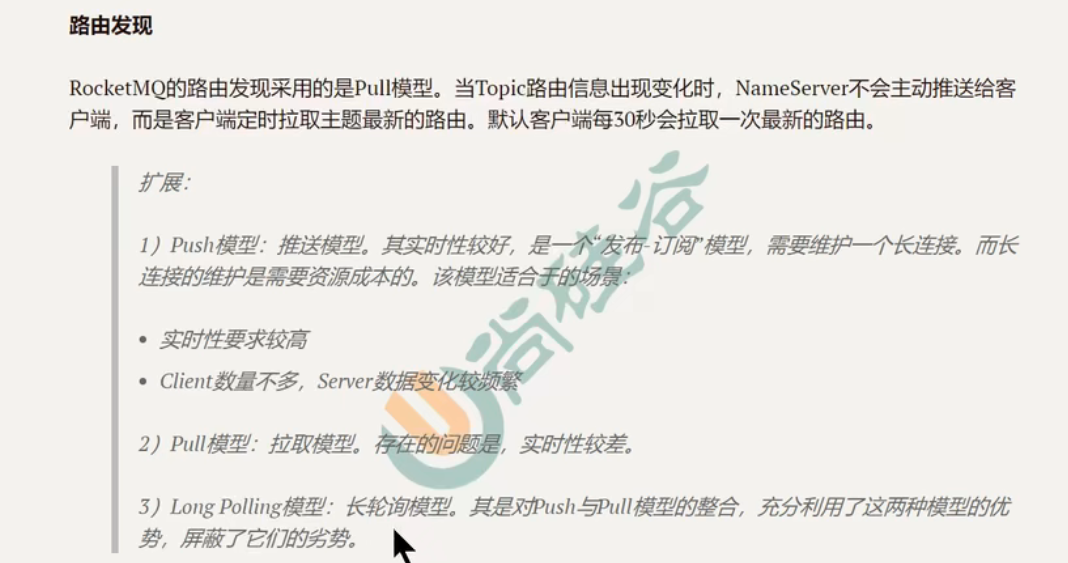 路由发现
RocketMQ的路由发现采用的是Pull模型。当Topic路由信息出现变化时，NameServer不会主动推送给客
户端，而是客户端定时拉取主题最新的路由。默认客户端每30秒会拉取一次最新的路由。
扩展：
1）Push模型：推送模型。其实时性较好，是一个“发布-订阅”模型，需要维护一个长连接。而长
连接的维护是需要资源成本的。该模型适合于的场景：
• 实时性要求较高
• Client数量不多，Server数据变化较频繁
2）Pull模型：拉取模型。存在的问题是，实时性较差。
3）Long Polling模型：长轮询模型。其是对Push与Pull模型的整合，充分利用了这两种模型的优
势，屏蔽了它们的劣势。
尚硅谷